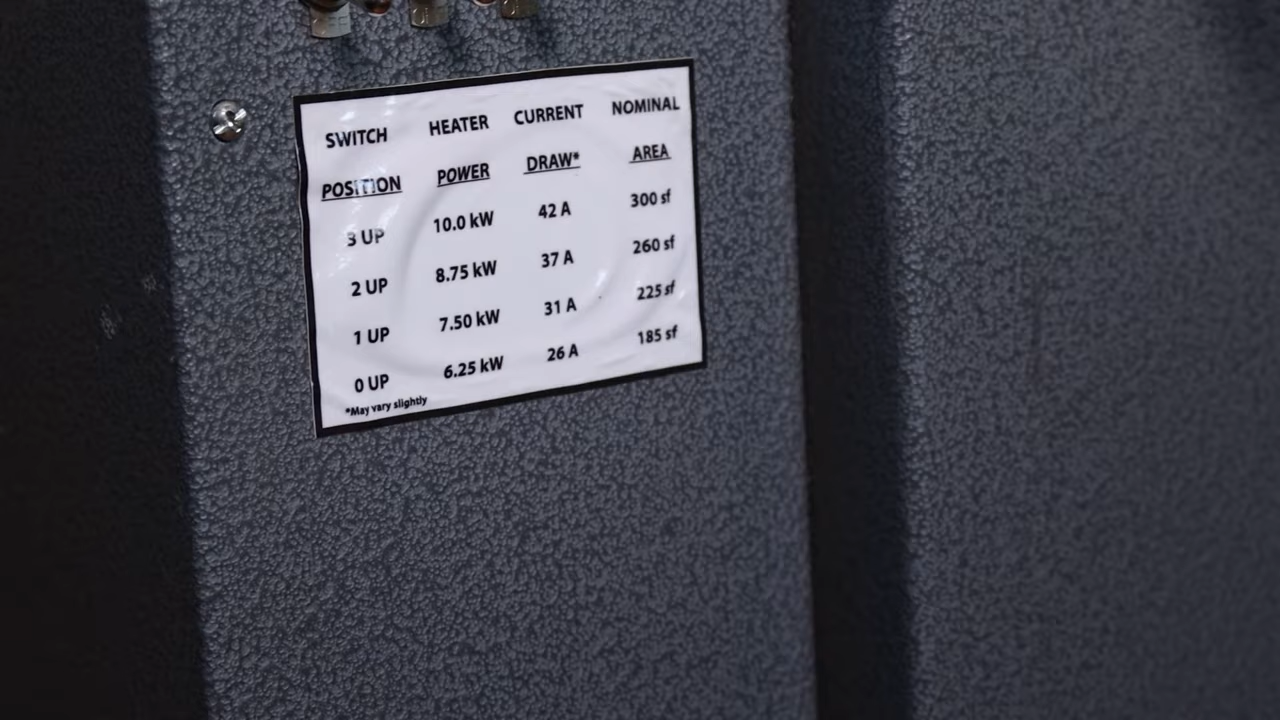 SWITCH HEATER CURRENT NOMINAL
POSITION POWER DRAW* AREA
3 UP 10.0 kW 42 A 300 sf
2 UP 8.75 kW 37 A 260 sf
1 UP 7.50 kW 31 A 225 sf
0 UP 6.25 kW 26 A 185 sf
*May vary slightly